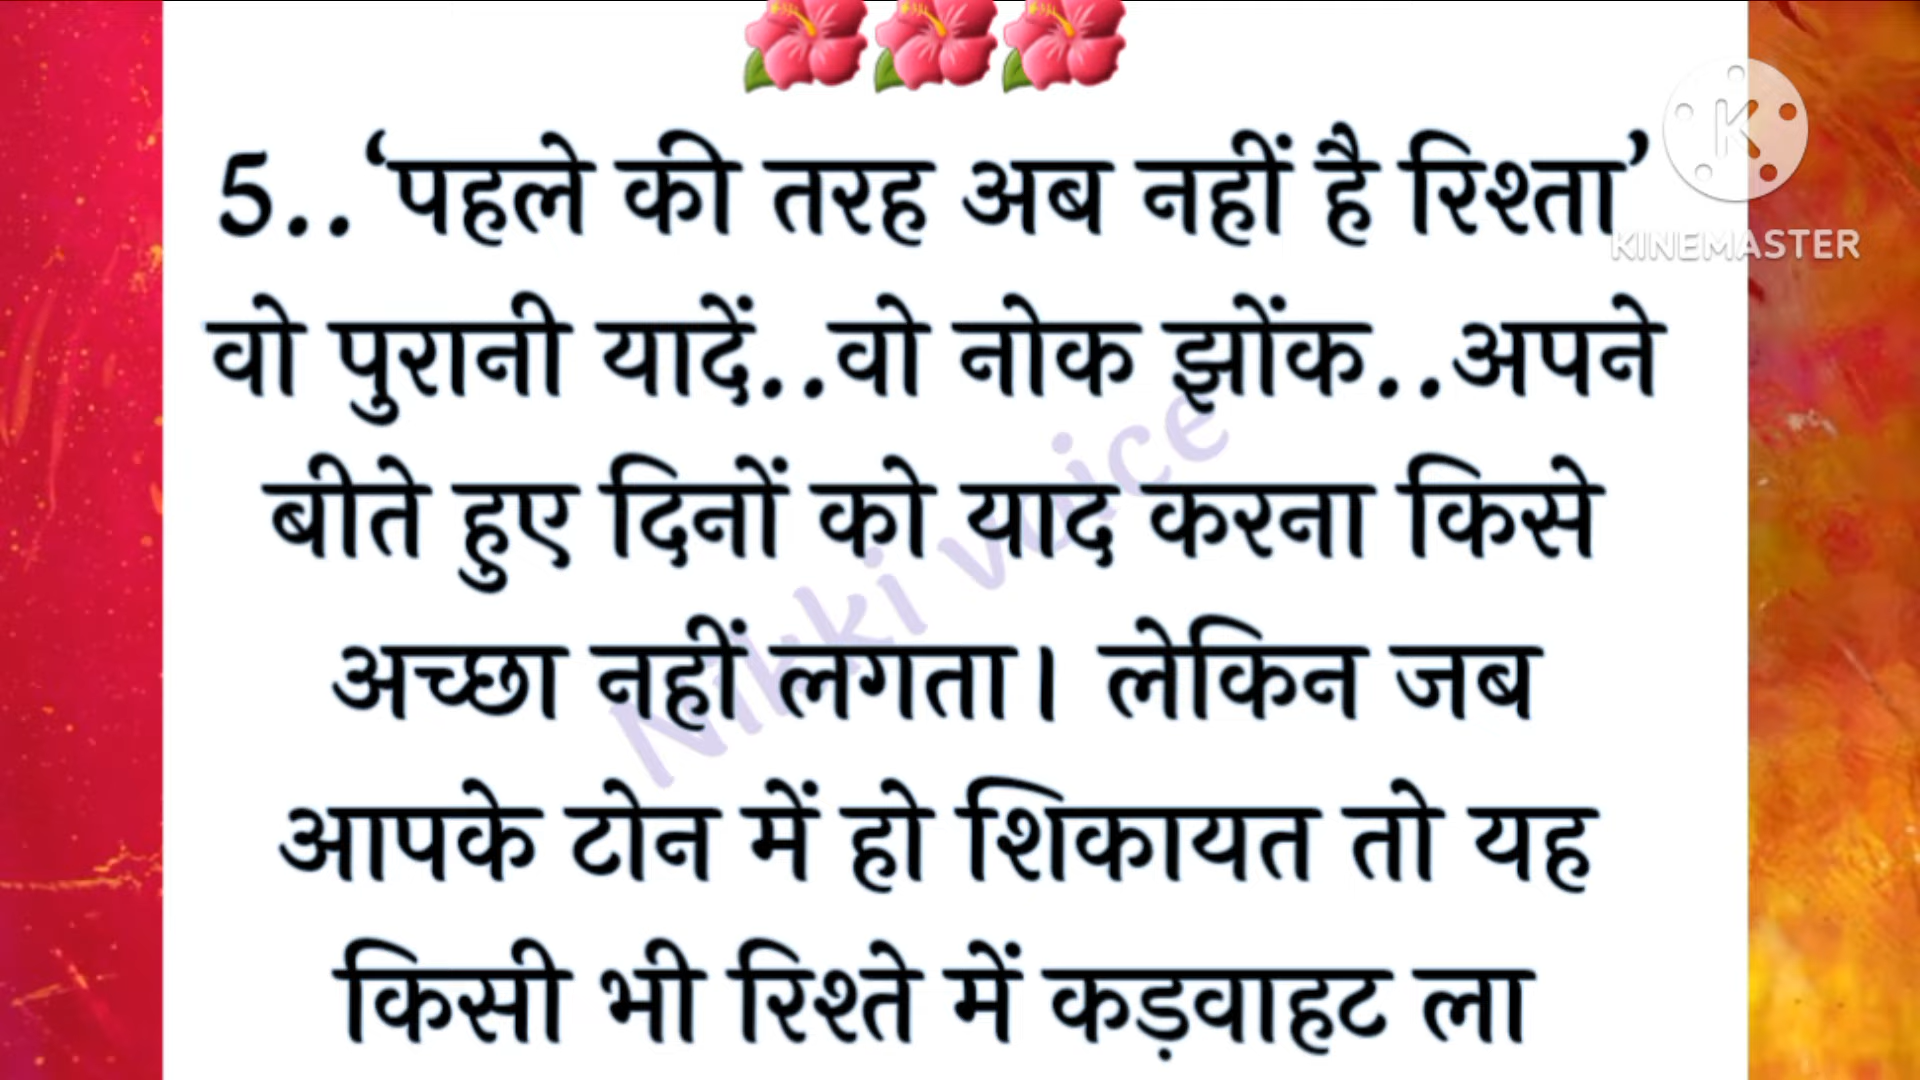 5..‘पहले की तरह अब नहीं है रिश्ता’
KINEMASTER
वो पुरानी यादें..वो नोक झोंक..अपने
बीते हुए दिनों को याद करना किसे
अच्छा नहीं लगता। लेकिन जब
आपके टोन में हो शिकायत तो यह
किसी भी रिश्ते में कड़वाहट ला
Nikki voice